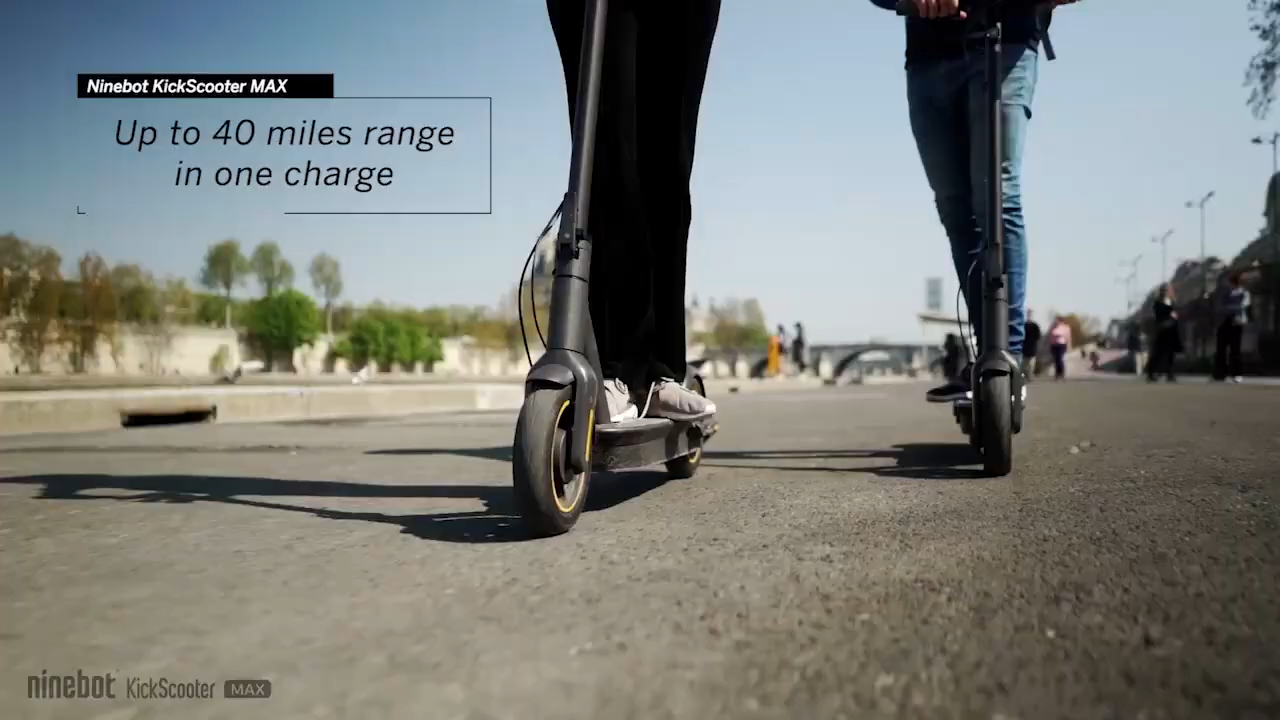 Ninebot KickScooter MAX
Up to 40 miles range
in one charge
ninebot KickScooter MAX